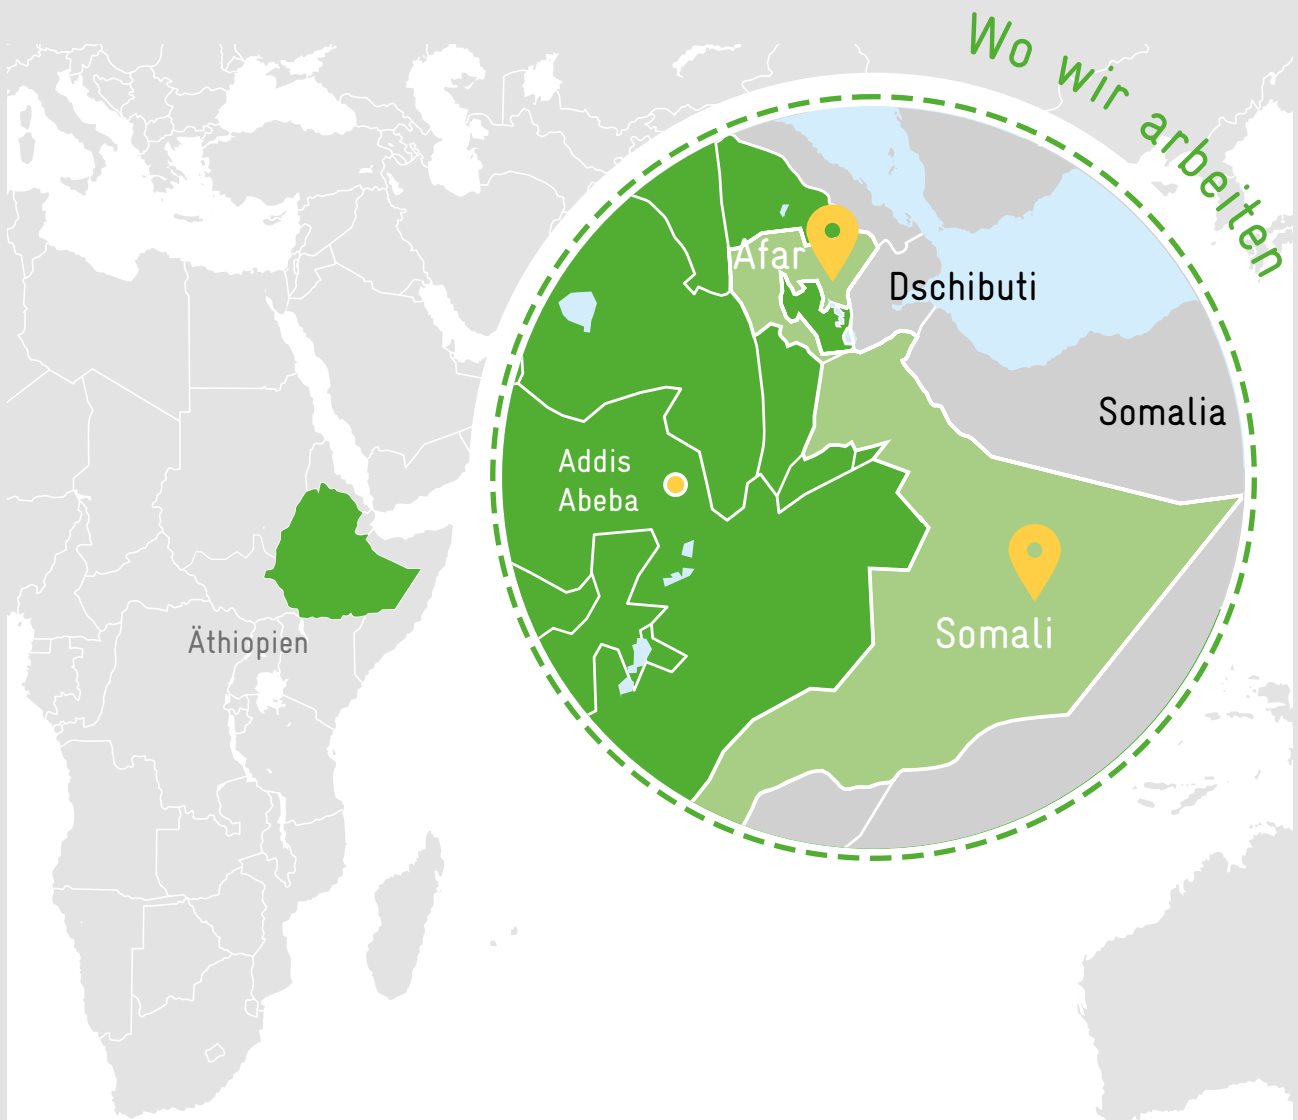 Wo wir arbeiten
Afar
Dschibuti
Somalia
Addis
Abeba
Somali
Äthiopien